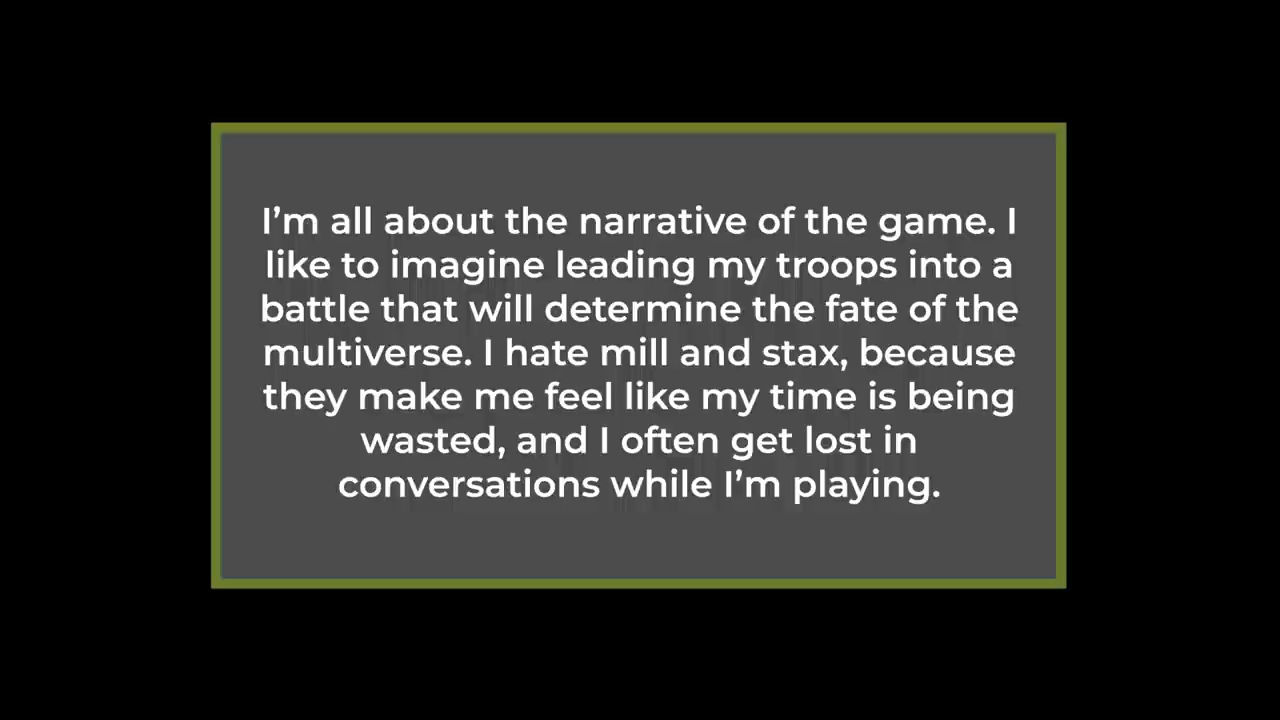 I’m all about the narrative of the game. I
like to imagine leading my troops into a
battle that will determine the fate of the
multiverse. I hate mill and stax, because
they make me feel like my time is being
wasted, and I often get lost in
conversations while I’m playing.